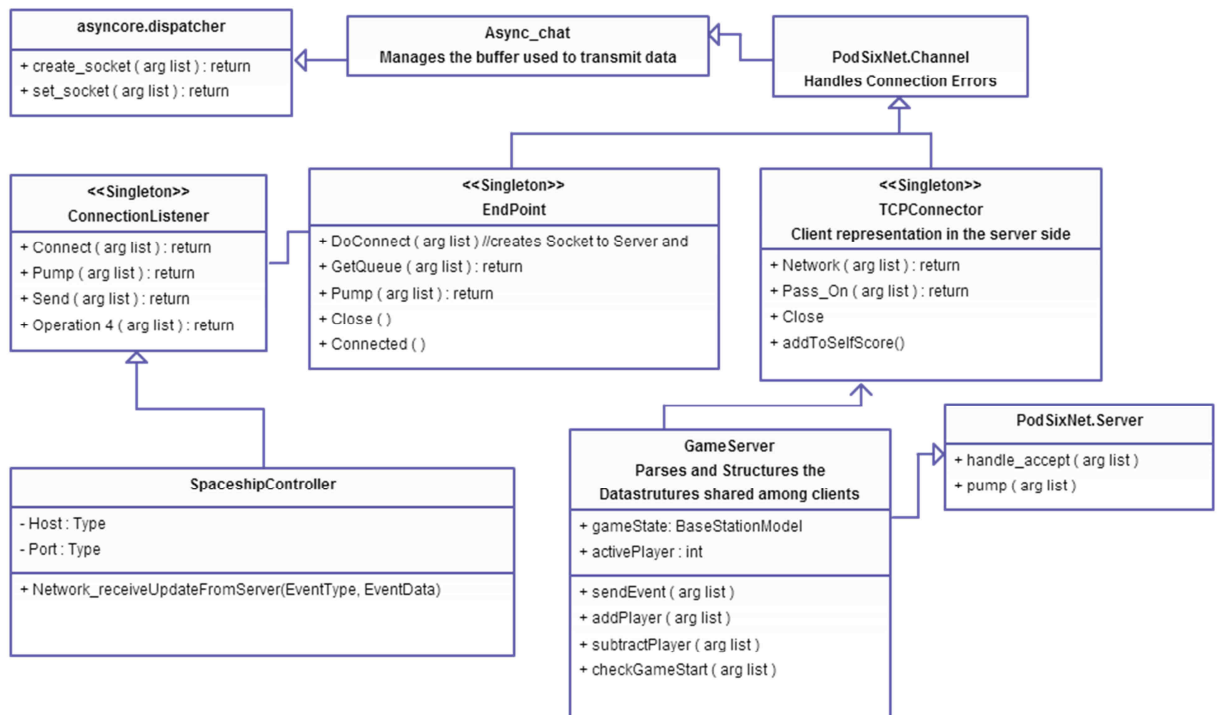 asyncore.dispatcher
+ create_socket ( arg list ) : return
+ set_socket ( arg list ) : return
Async_chat
Manages the buffer used to transmit data
PodSixNet.Channel
Handles Connection Errors
<<Singleton>>
ConnectionListener
+ Connect ( arg list ) : return
+ Pump ( arg list ) : return
+ Send ( arg list ) : return
+ Operation 4 ( arg list ) : return
<<Singleton>>
EndPoint
+ DoConnect ( arg list ) //creates Socket to Server and
+ GetQueue ( arg list ) : return
+ Pump ( arg list ) : return
+ Close ( )
+ Connected ( )
<<Singleton>>
TCPConnector
Client representation in the server side
+ Network ( arg list ) : return
+ Pass_On ( arg list ) : return
+ Close
+ addToSelfScore()
SpaceshipController
- Host : Type
- Port : Type
+ Network_receiveUpdateFromServer(EventType, EventData)
GameServer
Parses and Structures the
Datastrutures shared among clients
+ gameState: BaseStationModel
+ activePlayer : int
+ sendEvent ( arg list )
+ addPlayer ( arg list )
+ subtractPlayer ( arg list )
+ checkGameStart ( arg list )
PodSixNet.Server
+ handle_accept ( arg list )
+ pump ( arg list )